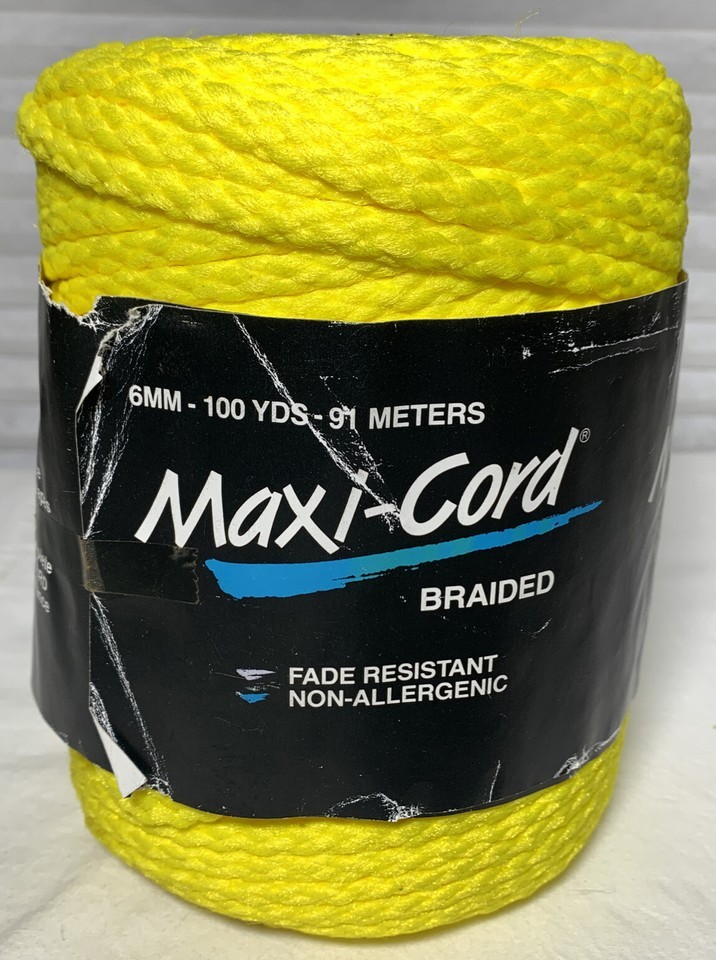 6MM - 100 YDS - 91 METERS
Maxi-Cord®
BRAIDED
FADE RESISTANT
NON-ALLERGENIC